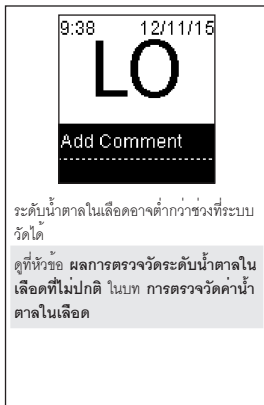 9:38 12/11/15
LO
Add Comment
ระดับน้ำตาลในเลือดอาจต่ำกว่าช่วงที่ระบบ
วัดได้
ดูที่หัวข้อ ผลการตรวจวัดระดับน้ำตาลใน
เลือดที่ไม่ปกติ ในบท การตรวจวัดค่าน้ำ
ตาลในเลือด